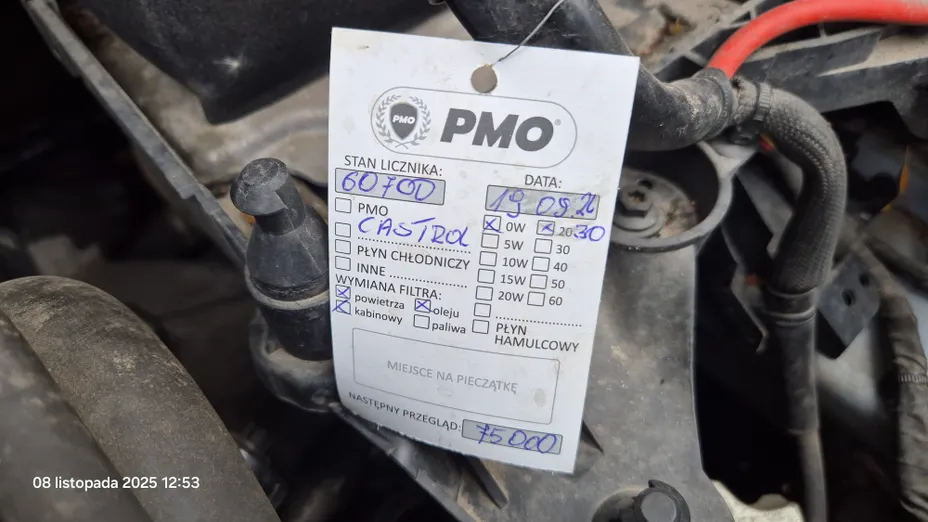 PMO
PMO®
STAN LICZNIKA:
60700
DATA:
19 09
PMO
CASTROL
PŁYN CHŁODNICZY
INNE
WYMIANA FILTRA:
powietrza
oleju
kabinowy
paliwa
0W
20 30
5W
30
10W
40
15W
50
20W
60
PŁYN
HAMULCOWY
MIEJSCE NA PIECZĄTKĘ
NASTĘPNY PRZEGLĄD:
75000
08 listopada 2025 12:53